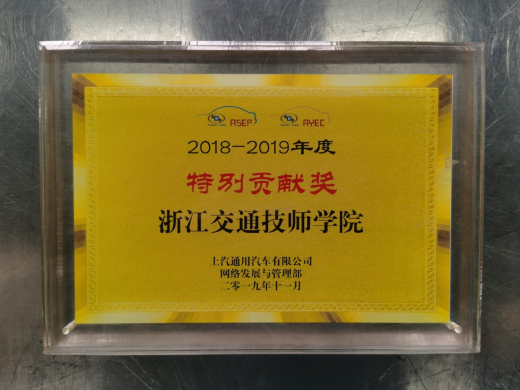 ASEP AYEC
2018-2019年度
特别贡献奖
浙江交通技师学院
上汽通用汽车有限公司
网络发展与管理部
二零一九年十一月